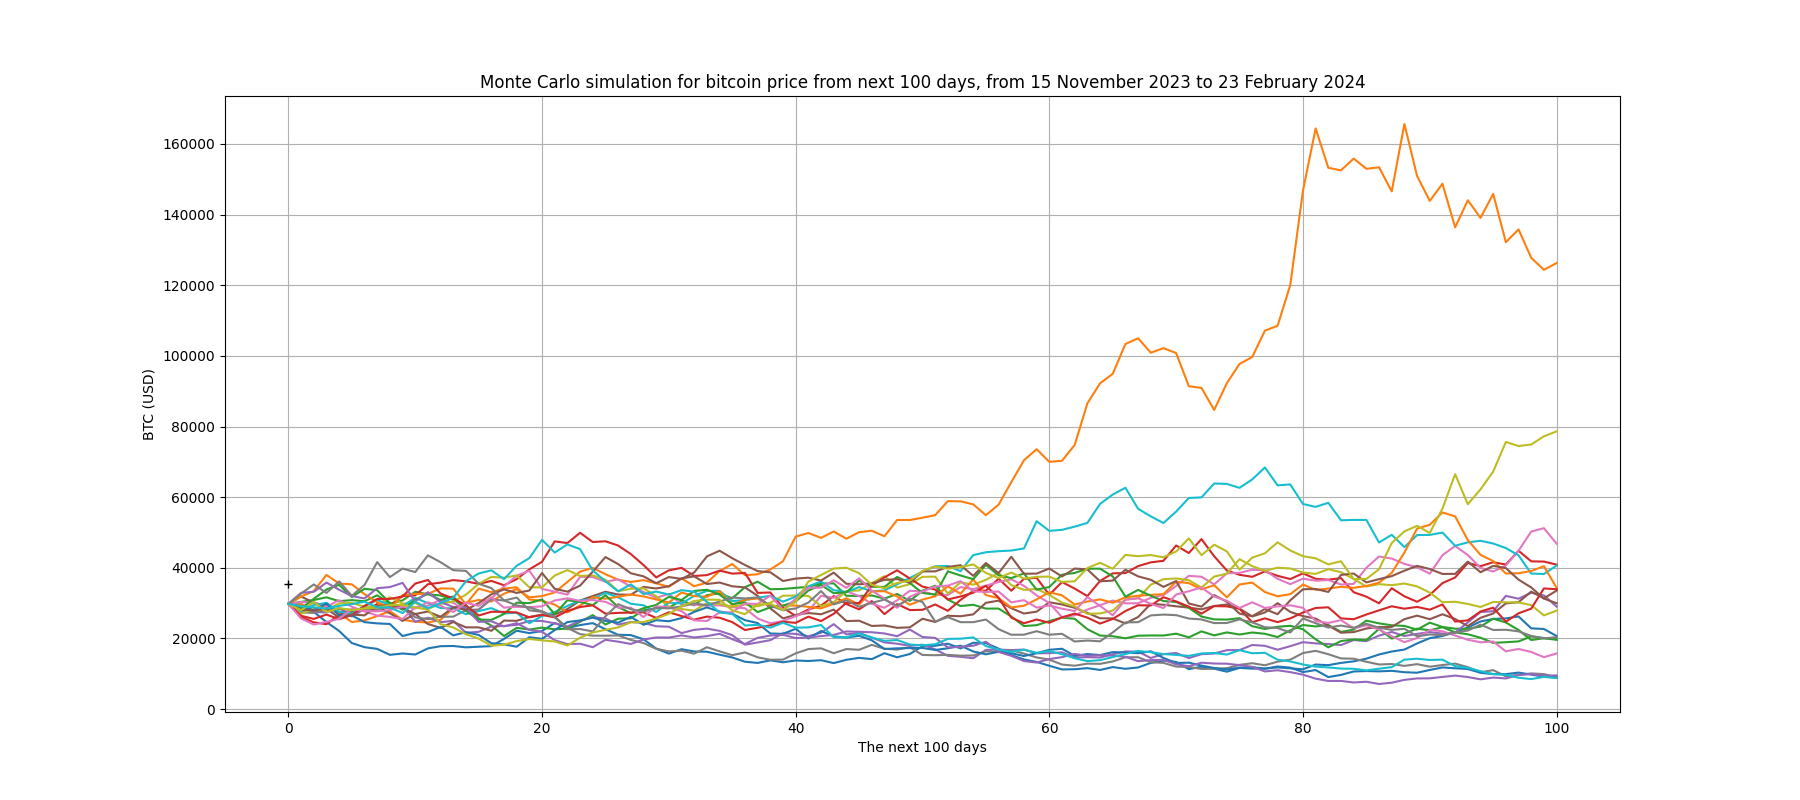 Monte Carlo simulation for bitcoin price from next 100 days, from 15 November 2023 to 23 February 2024
160000
140000
120000
100000
80000
60000
40000
20000
0
BTC (USD)
0 20 40 60 80 100
The next 100 days